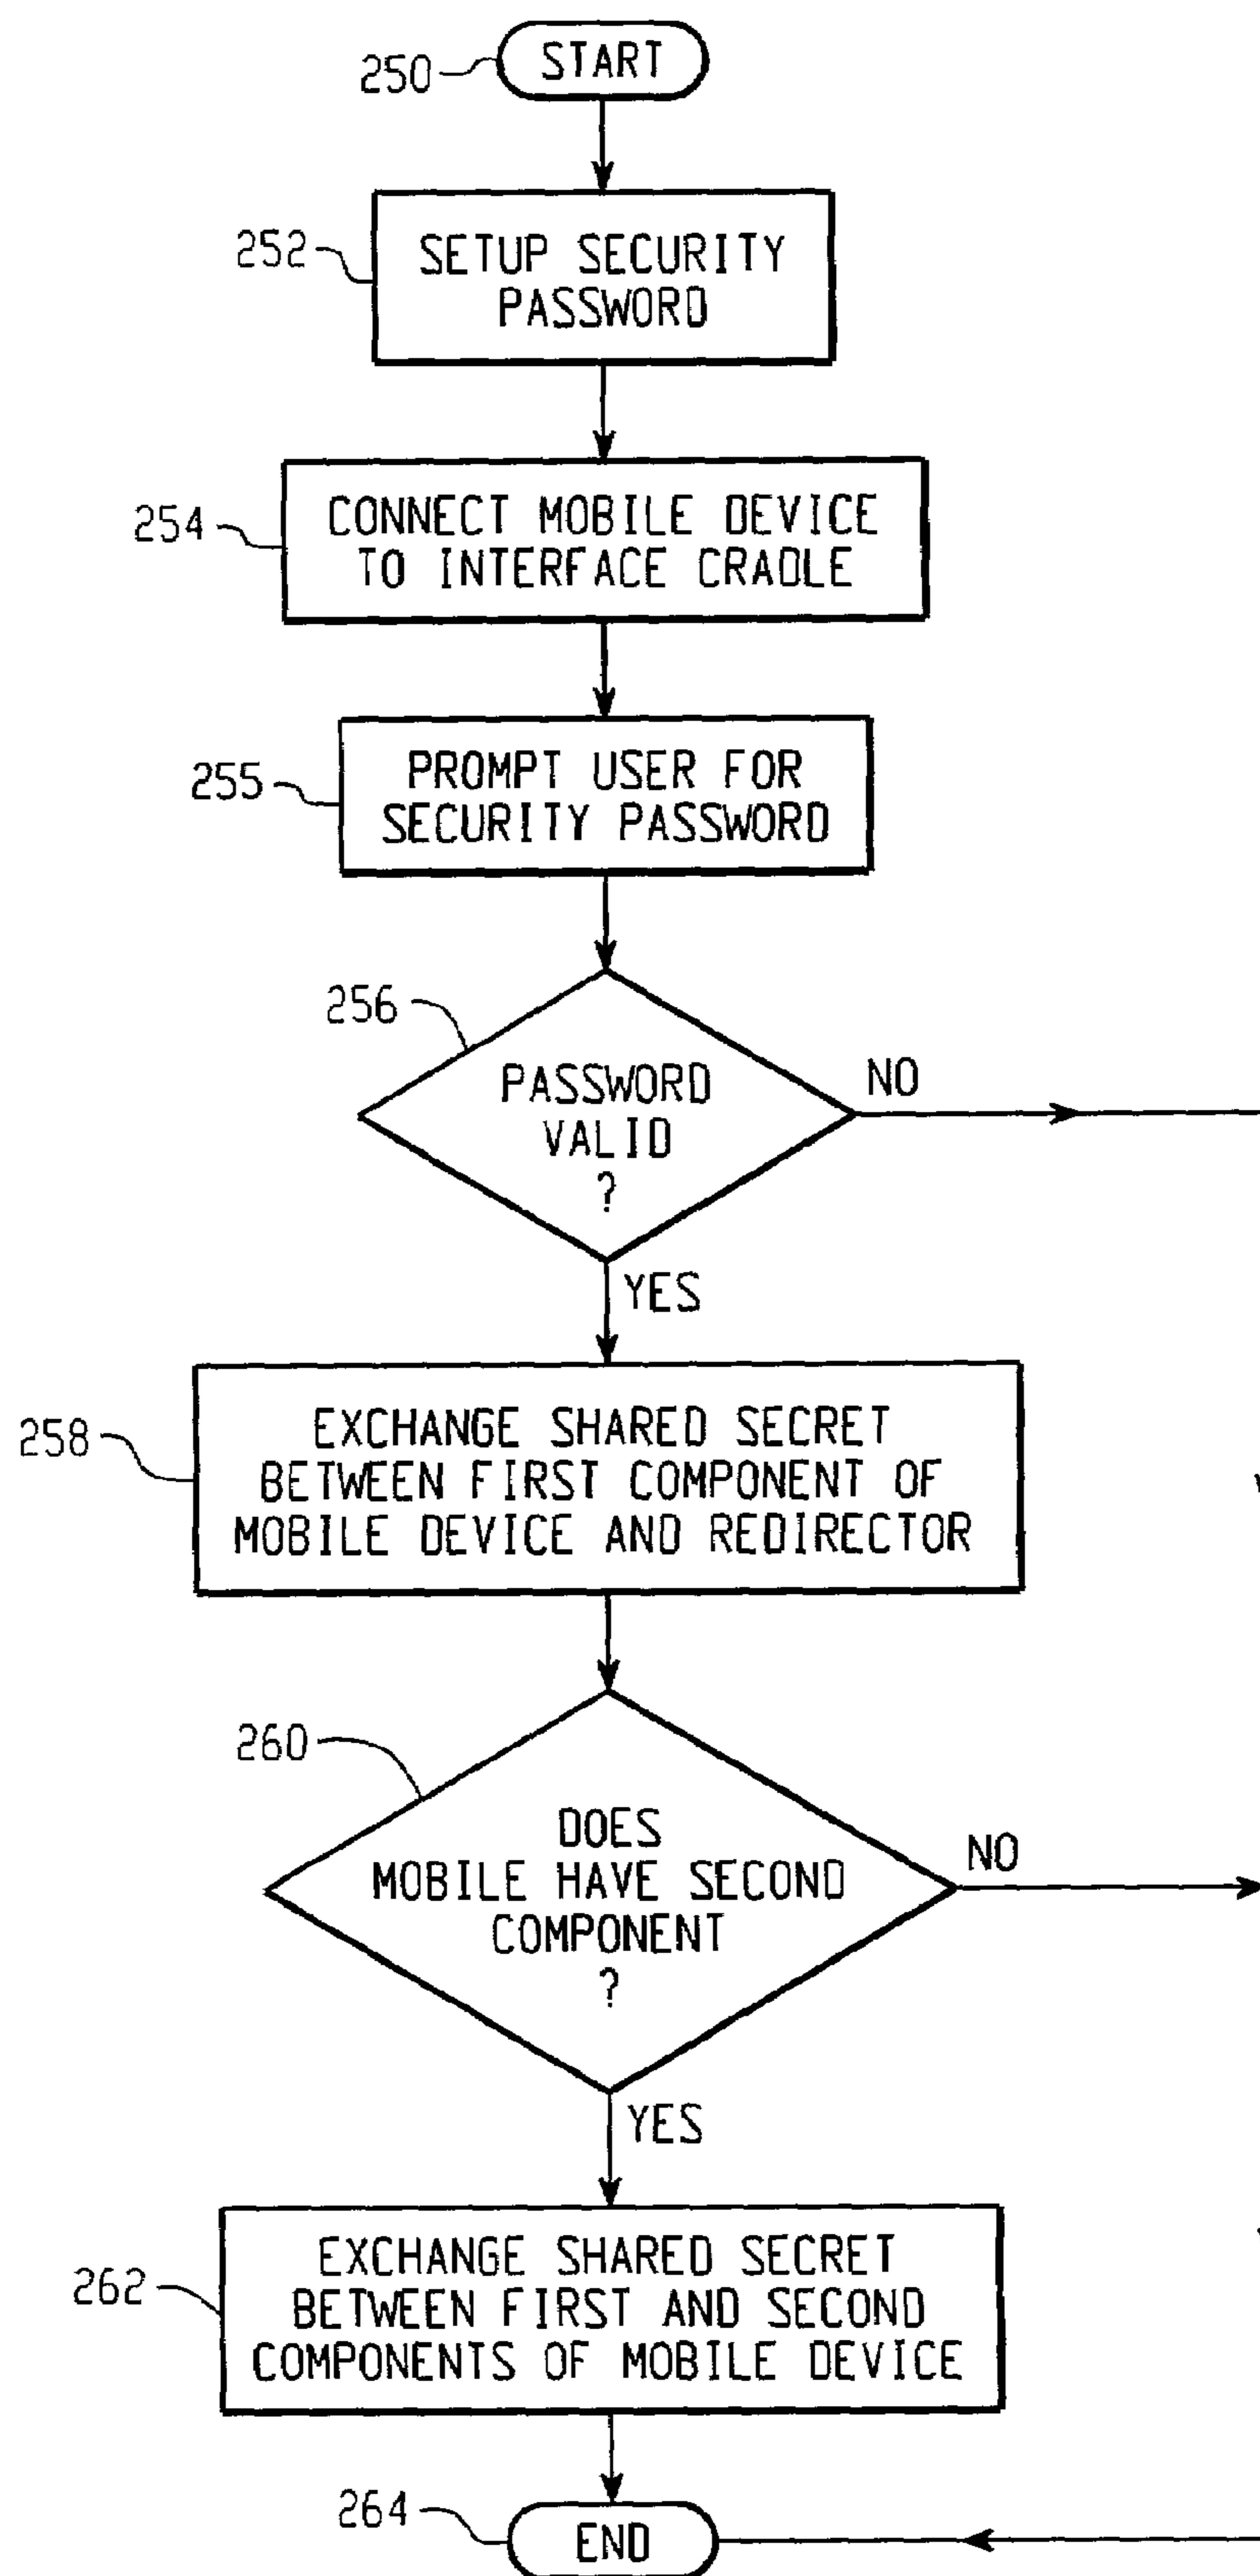 250
START
252
SETUP SECURITY
PASSWORD
254
CONNECT MOBILE DEVICE
TO INTERFACE CRADLE
255
PROMPT USER FOR
SECURITY PASSWORD
256
PASSWORD
VALID
?
NO
YES
258
EXCHANGE SHARED SECRET
BETWEEN FIRST COMPONENT OF
MOBILE DEVICE AND REDIRECTOR
260
DOES
MOBILE HAVE SECOND
COMPONENT
?
NO
YES
262
EXCHANGE SHARED SECRET
BETWEEN FIRST AND SECOND
COMPONENTS OF MOBILE DEVICE
264
END